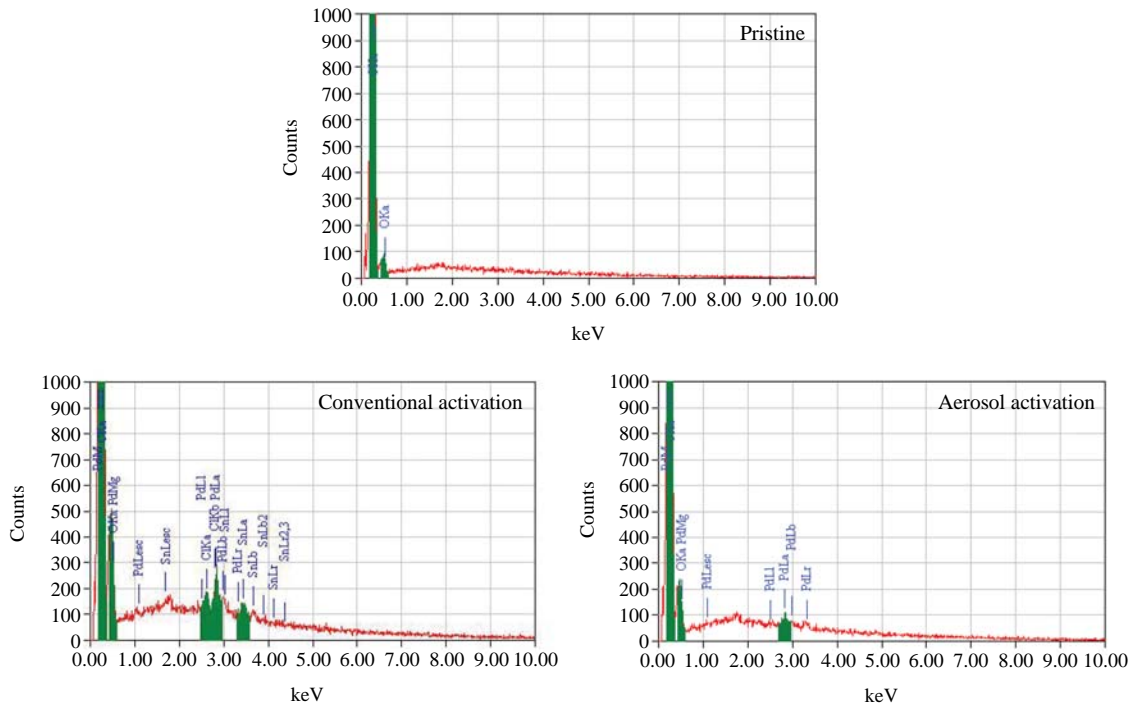 Pristine
1000
900
800
700
600
500
400
300
200
100
0
Counts
OKa
0.00 1.00 2.00 3.00 4.00 5.00 6.00 7.00 8.00 9.00 10.00
keV
Conventional activation
1000
900
800
700
600
500
400
300
200
100
0
Counts
OKa PdMg
PdLesc
SnLesc
PdLl
ClKa
ClKb PdLa
PdLb SnLl
PdLr SnLa
SnLb
SnLb2
SnLr
SnLr2,3
0.00 1.00 2.00 3.00 4.00 5.00 6.00 7.00 8.00 9.00 10.00
keV
Aerosol activation
1000
900
800
700
600
500
400
300
200
100
0
Counts
OKa PdMg
PdLesc
PdLl
PdLa
PdLb
PdLr
0.00 1.00 2.00 3.00 4.00 5.00 6.00 7.00 8.00 9.00 10.00
keV